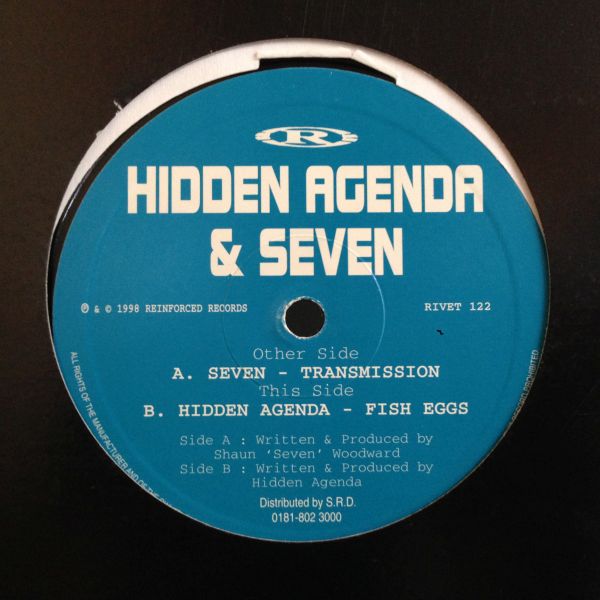 R
HIDDEN AGENDA
& SEVEN
℗ & © 1998 REINFORCED RECORDS
RIVET 122
Other Side
A. SEVEN - TRANSMISSION
This Side
B. HIDDEN AGENDA - FISH EGGS
Side A : Written & Produced by
Shaun 'Seven' Woodward
Side B : Written & Produced by
Hidden Agenda
Distributed by S.R.D.
0181-802 3000
ALL RIGHTS OF THE MANUFACTURER AND OF THE
PROHIBITED